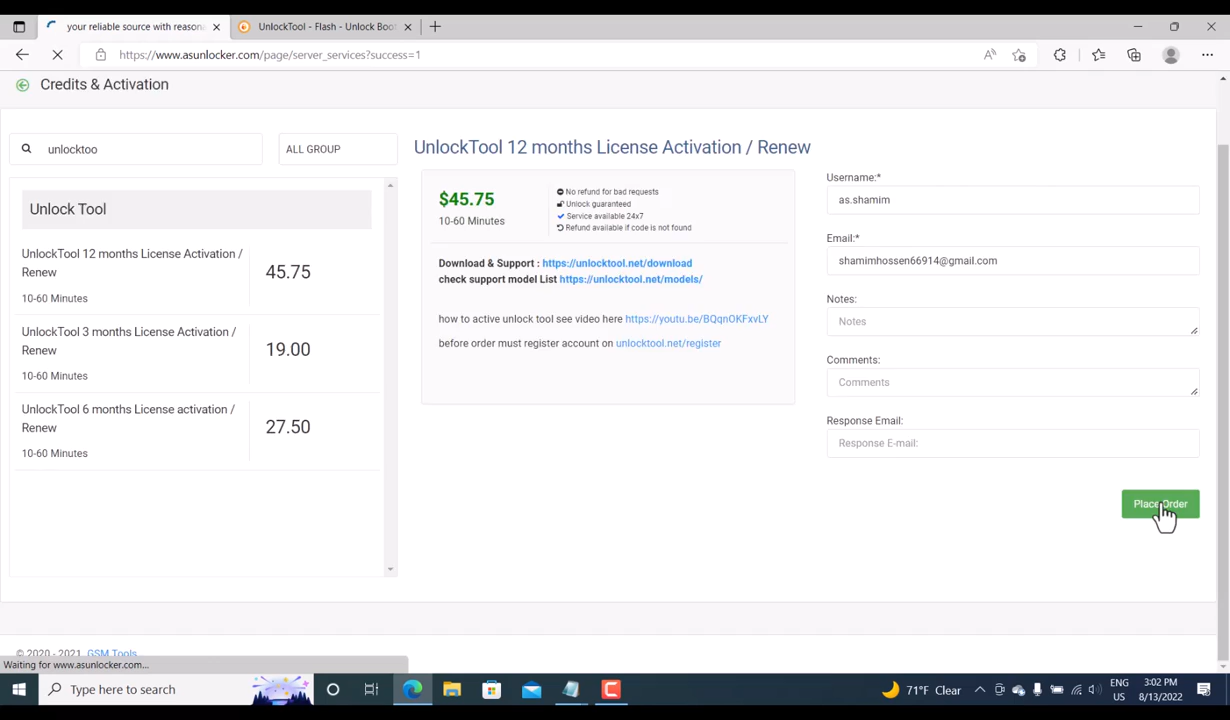 your reliable source with reasona
UnlockTool - Flash - Unlock Boot
https://www.asunlocker.com/page/server_services?success=1
Credits & Activation
unlocktoo
ALL GROUP
Unlock Tool
UnlockTool 12 months License Activation /
Renew
45.75
10-60 Minutes
UnlockTool 3 months License Activation /
Renew
19.00
10-60 Minutes
UnlockTool 6 months License activation /
Renew
27.50
10-60 Minutes
UnlockTool 12 months License Activation / Renew
$45.75
10-60 Minutes
No refund for bad requests
Unlock guaranteed
Service available 24x7
Refund available if code is not found
Download & Support : https://unlocktool.net/download
check support model List https://unlocktool.net/models/
how to active unlock tool see video here https://youtu.be/BQqnOKFxvLY
before order must register account on unlocktool.net/register
Username:*
as.shamim
Email:*
shamimhossen66914@gmail.com
Notes:
Notes
Comments:
Comments
Response Email:
Response E-mail:
Place Order
© 2020 - 2021 GSM Tools
Waiting for www.asunlocker.com...
Type here to search
71°F Clear
ENG
US
3:02 PM
8/13/2022